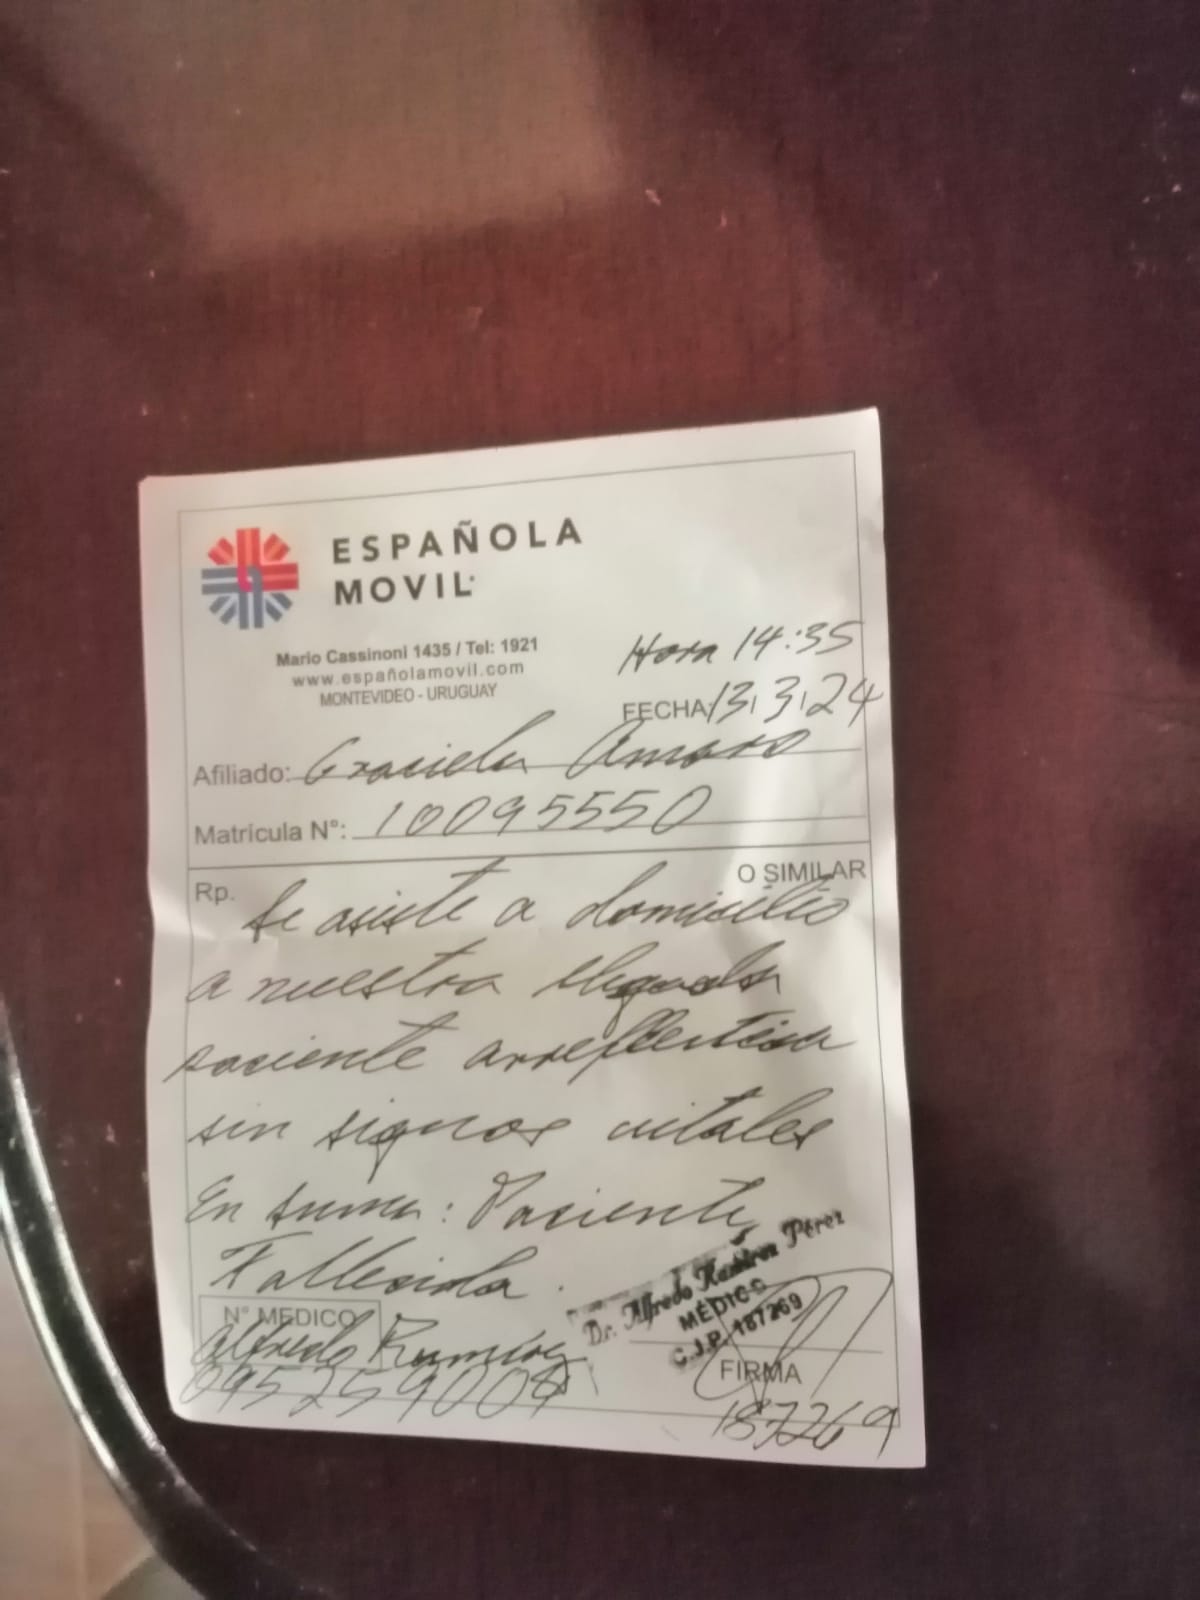 ESPAÑOLA
MOVIL
Mario Cassinoni 1435 / Tel: 1921
www.españolamovil.com
MONTEVIDEO - URUGUAY
Hora 14:35
FECHA: 13/3/24
Afiliado: Graciela Amaro
Matrícula N°: 10095550
O SIMILAR
Rp. Se asiste a domicilio
a nuestra llegada
paciente arreflectica
sin signos vitales
En suma: Paciente
Fallecida.
Dr. Alfredo Ramírez Pérez
MÉDICO
C.J.P. 187269
N° MEDICO
Alfredo Ramírez
095259004
FIRMA
187269